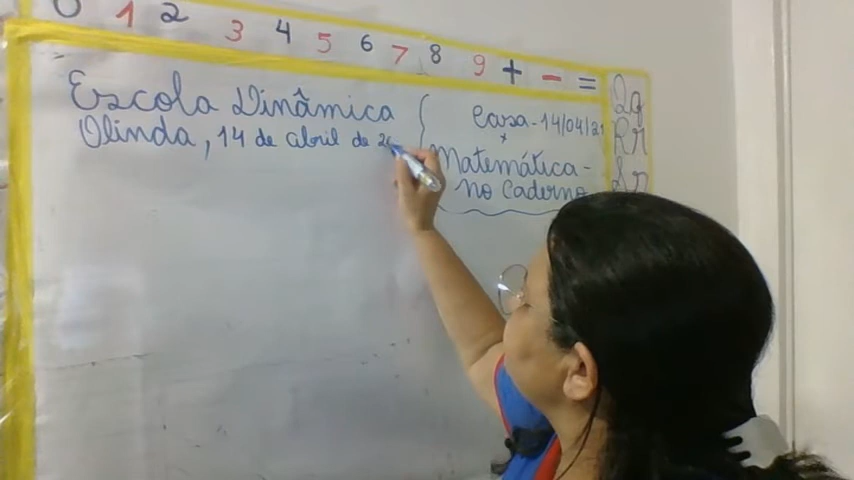 0 1 2 3 4 5 6 7 8 9 + - =
Escola Dinâmica
Olinda, 14 de abril de 20
Casa - 14/04/21
Matemática -
no Caderno
Qq
Rr